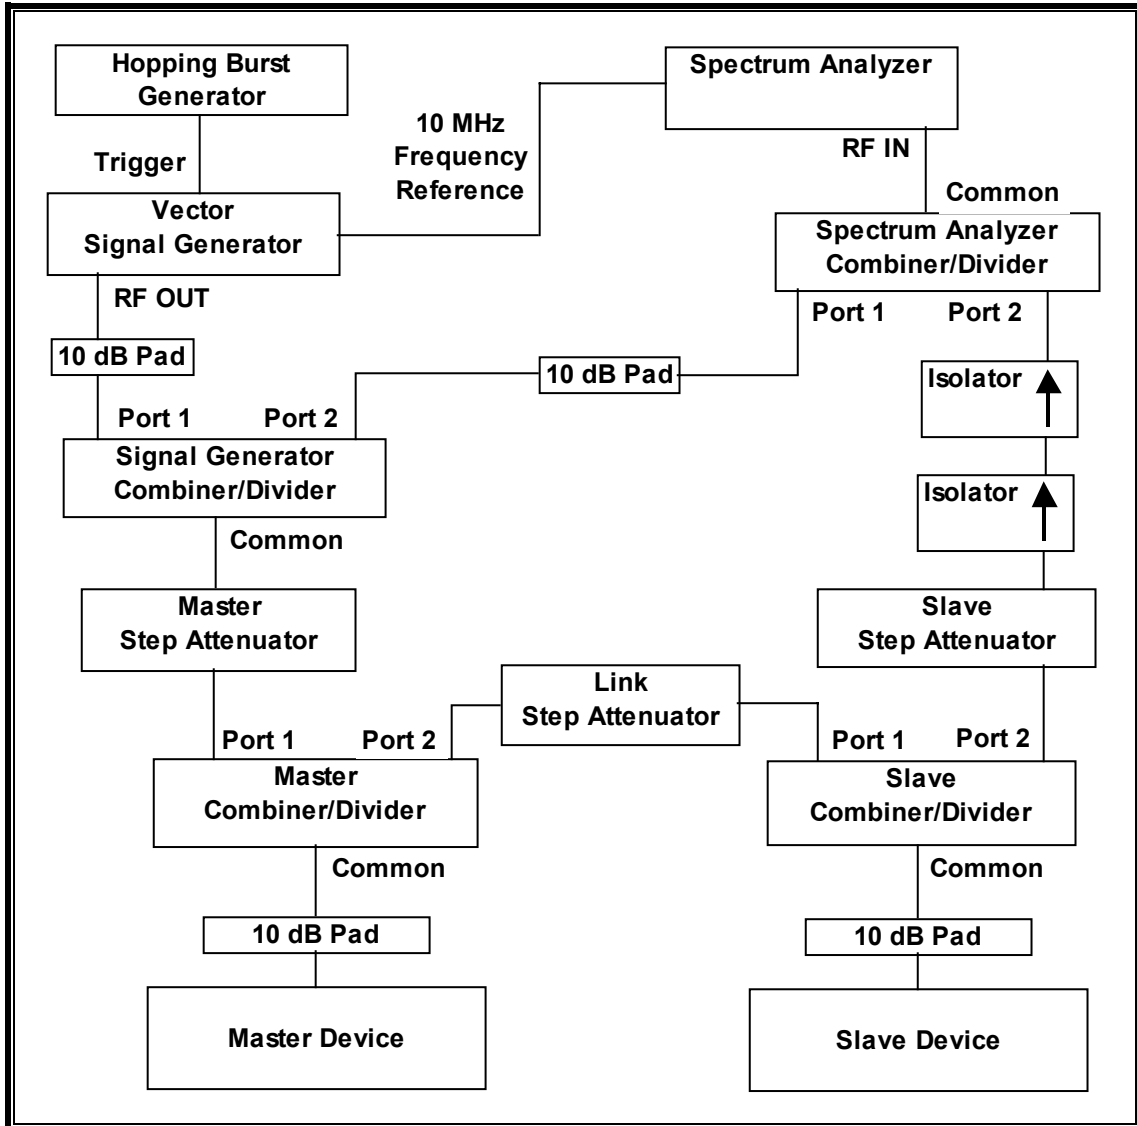 Hopping Burst
Generator
Spectrum Analyzer
10 MHz
Frequency
Reference
Trigger
RF IN
Common
Vector
Signal Generator
Spectrum Analyzer
Combiner/Divider
RF OUT
Port 1
Port 2
10 dB Pad
10 dB Pad
Isolator
Port 1
Port 2
Signal Generator
Combiner/Divider
Isolator
Common
Master
Step Attenuator
Slave
Step Attenuator
Link
Step Attenuator
Port 1
Port 2
Port 1
Port 2
Master
Combiner/Divider
Slave
Combiner/Divider
Common
Common
10 dB Pad
10 dB Pad
Master Device
Slave Device